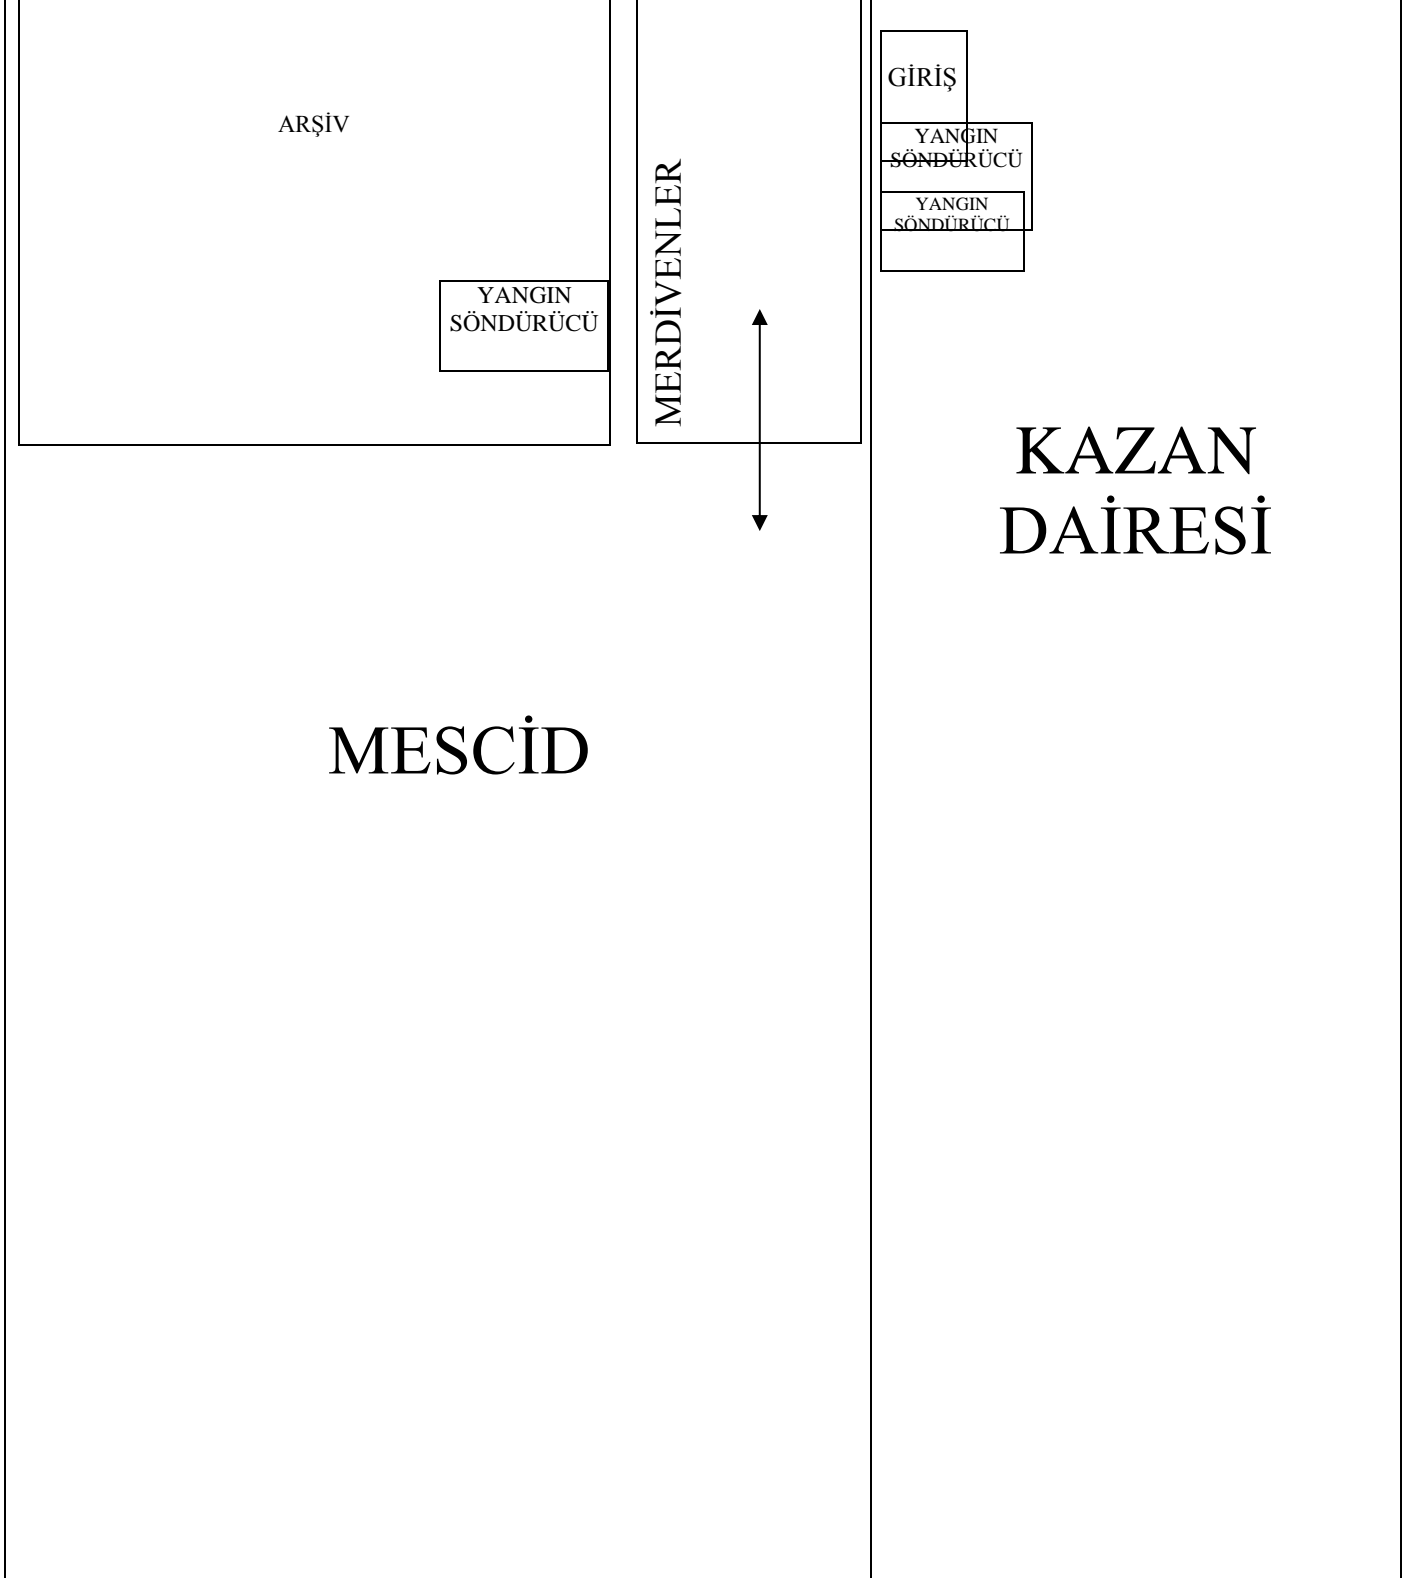 ARŞİV
YANGIN
SÖNDÜRÜCÜ
MERDİVENLER
GİRİŞ
YANGIN
SÖNDÜRÜCÜ
YANGIN
SÖNDÜRÜCÜ
KAZAN
DAİRESİ
MESCİD